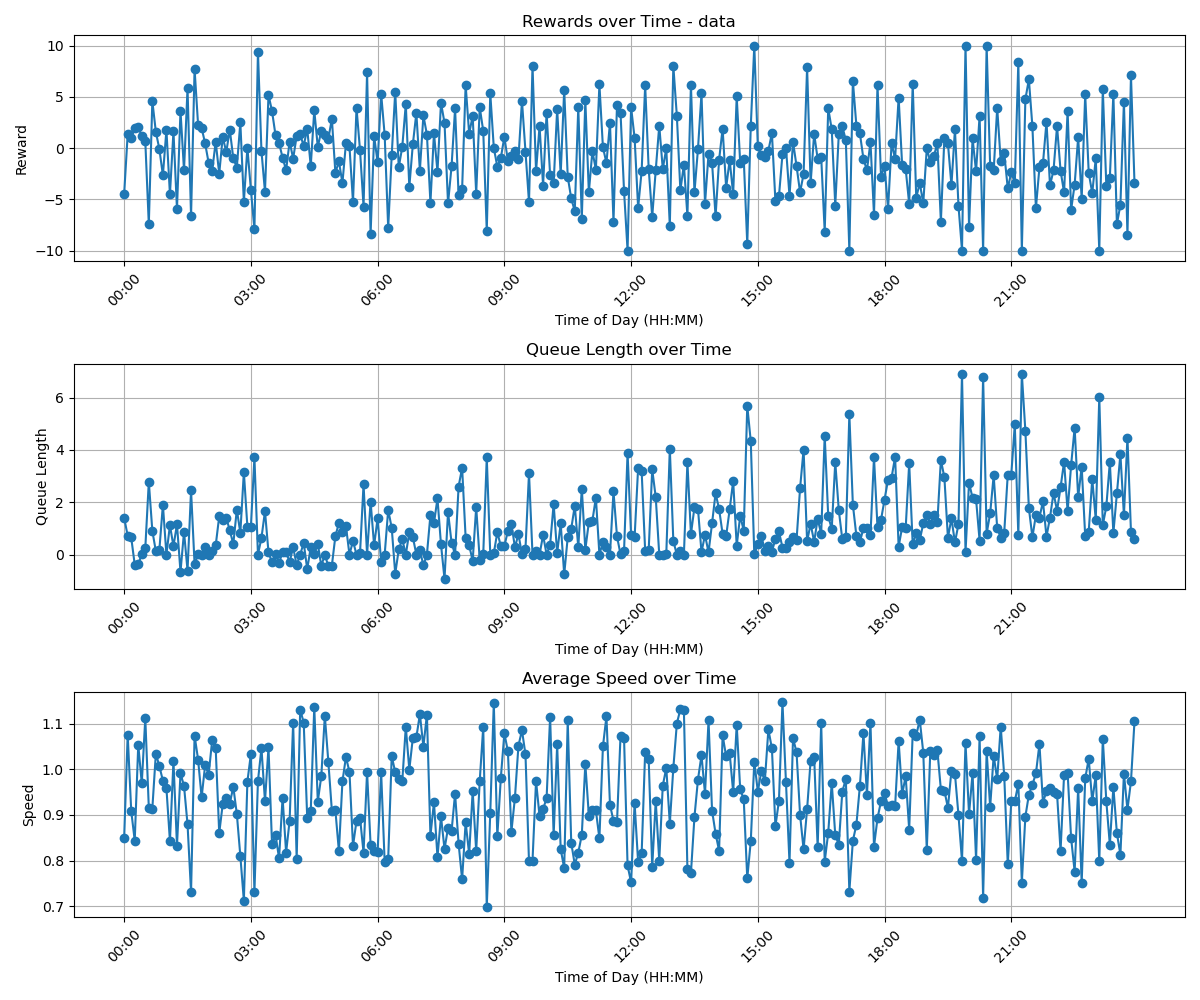 Rewards over Time - data
10
5
0
−5
−10
Reward
00:00 03:00 06:00 09:00 12:00 15:00 18:00 21:00
Time of Day (HH:MM)
Queue Length over Time
6
4
2
0
Queue Length
00:00 03:00 06:00 09:00 12:00 15:00 18:00 21:00
Time of Day (HH:MM)
Average Speed over Time
1.1
1.0
0.9
0.8
0.7
Speed
00:00 03:00 06:00 09:00 12:00 15:00 18:00 21:00
Time of Day (HH:MM)